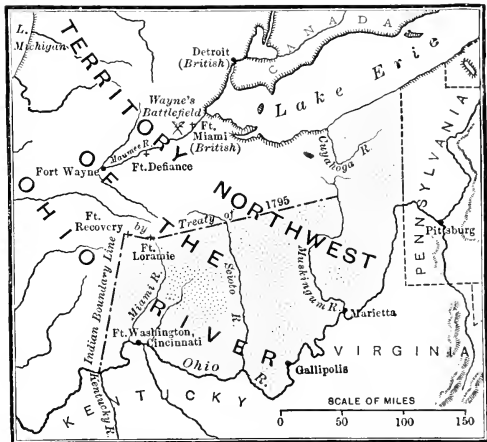 L.
Michigan
TERRITORY NORTHWEST
OF THE RIVER
OHIO
CANADA
Lake Erie
Detroit
(British)
Wayne's
Battlefield
Ft.
Miami
(British)
Maumee R.
Fort Wayne
Ft. Defiance
Cuyahoga R.
PENNSYLVANIA
Pittsburg
Ft.
Recovery
Indian Boundary Line by Treaty of 1795
Ft.
Loramie
Miami R.
Scioto R.
Muskingum R.
Marietta
Ft. Washington,
Cincinnati
Ohio R.
Gallipolis
VIRGINIA
KENTUCKY
Kentucky R.
SCALE OF MILES
0 50 100 150